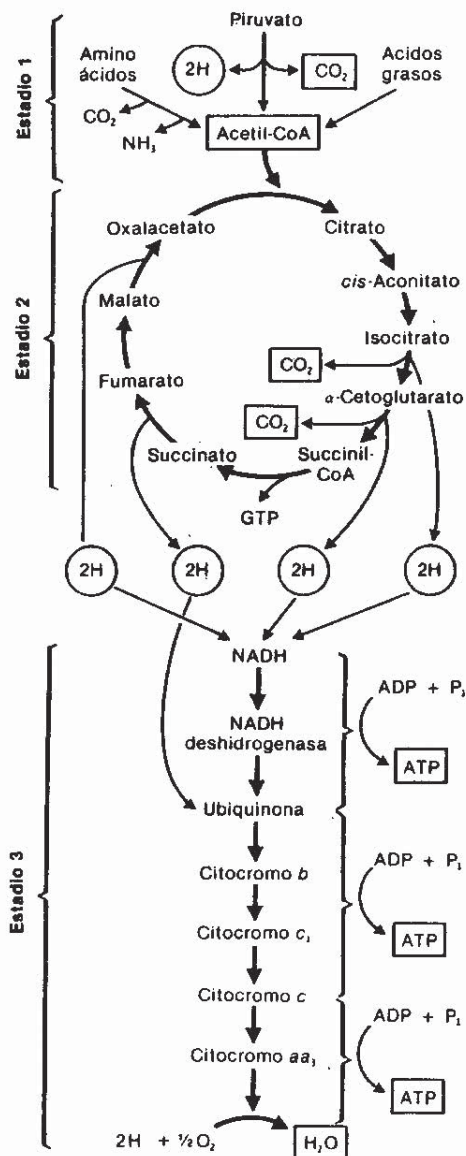 Estadio 1
Piruvato
Amino
ácidos
2H
CO₂
Acidos
grasos
CO₂
NH₃
Acetil-CoA
Estadio 2
Oxalacetato
Citrato
cis-Aconitato
Malato
Isocitrato
CO₂
Fumarato
α-Cetoglutarato
CO₂
Succinato
Succinil-
CoA
GTP
2H
2H
2H
2H
Estadio 3
NADH
ADP + Pᵢ
NADH
deshidrogenasa
ATP
Ubiquinona
Citocromo b
ADP + Pᵢ
Citocromo c₁
ATP
Citocromo c
ADP + Pᵢ
Citocromo aa₃
ATP
2H + ½O₂
H₂O